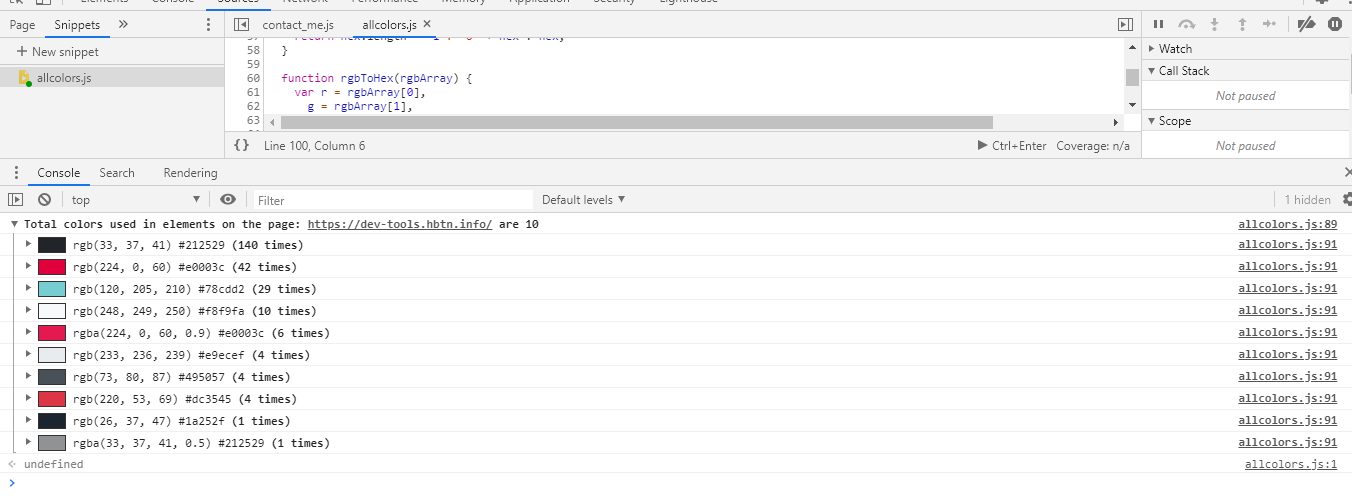 Elements Console Sources Network Performance Memory Application Security Lighthouse
Page Snippets »
contact_me.js allcolors.js ×
+ New snippet
allcolors.js
58 }
59
60 function rgbToHex(rgbArray) {
61 var r = rgbArray[0],
62 g = rgbArray[1],
63
{} Line 100, Column 6
Ctrl+Enter Coverage: n/a
Watch
Call Stack
Not paused
Scope
Not paused
Console Search Rendering
top Filter Default levels 1 hidden
Total colors used in elements on the page: https://dev-tools.hbtn.info/ are 10 allcolors.js:89
rgb(33, 37, 41) #212529 (140 times) allcolors.js:91
rgb(224, 0, 60) #e0003c (42 times) allcolors.js:91
rgb(120, 205, 210) #78cdd2 (29 times) allcolors.js:91
rgb(248, 249, 250) #f8f9fa (10 times) allcolors.js:91
rgba(224, 0, 60, 0.9) #e0003c (6 times) allcolors.js:91
rgb(233, 236, 239) #e9ecef (4 times) allcolors.js:91
rgb(73, 80, 87) #495057 (4 times) allcolors.js:91
rgb(220, 53, 69) #dc3545 (4 times) allcolors.js:91
rgb(26, 37, 47) #1a252f (1 times) allcolors.js:91
rgba(33, 37, 41, 0.5) #212529 (1 times) allcolors.js:91
undefined allcolors.js:1